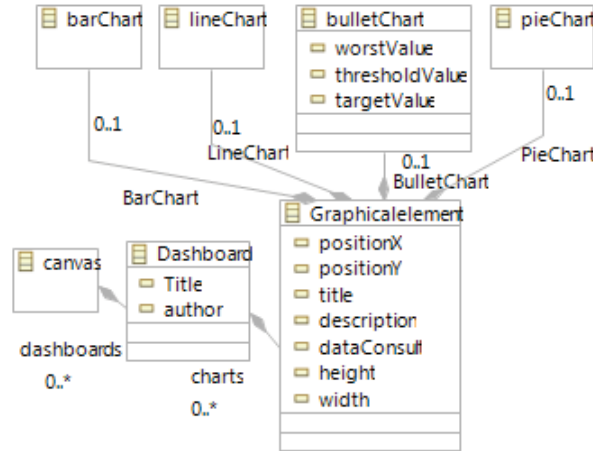 barChart
lineChart
bulletChart
worstValue
thresholdValue
targetValue
pieChart
0..1
0..1
0..1
0..1
LineChart
PieChart
BulletChart
BarChart
Graphicalelement
positionX
positionY
title
description
dataConsult
height
width
canvas
Dashboard
Title
author
dashboards
0..*
charts
0..*